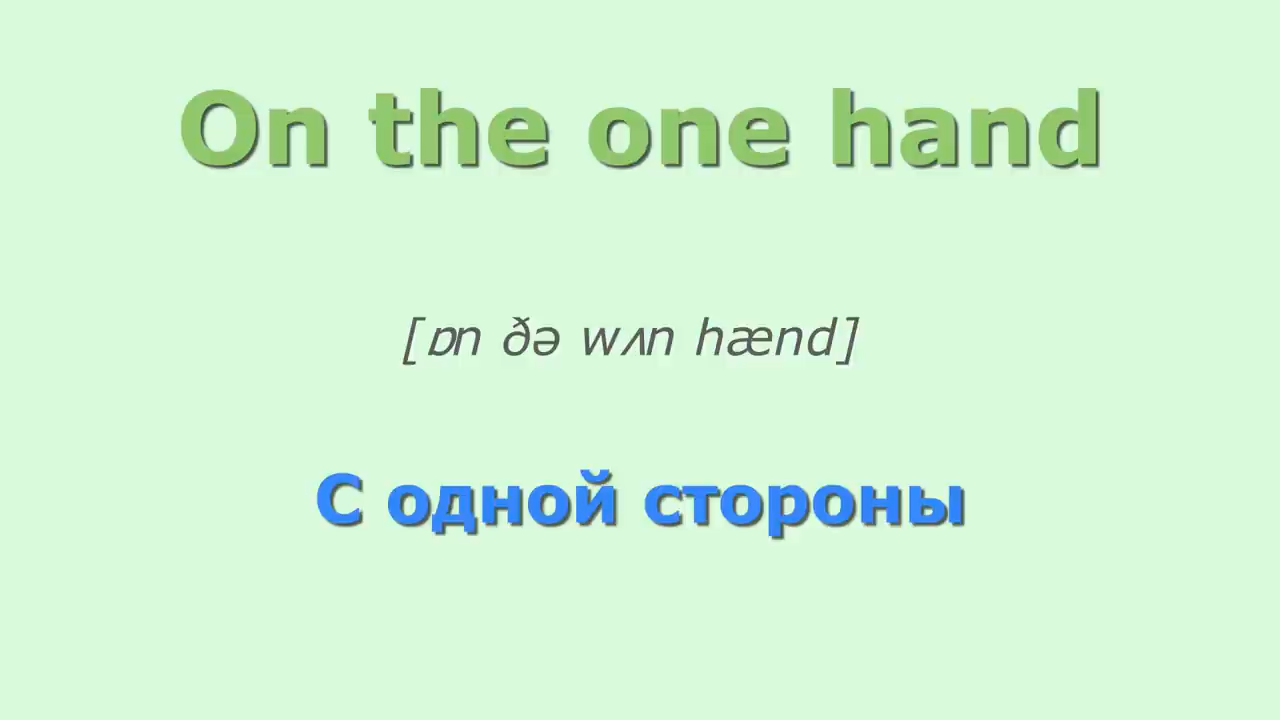 On the one hand
[ɒn ðə wʌn hænd]
С одной стороны